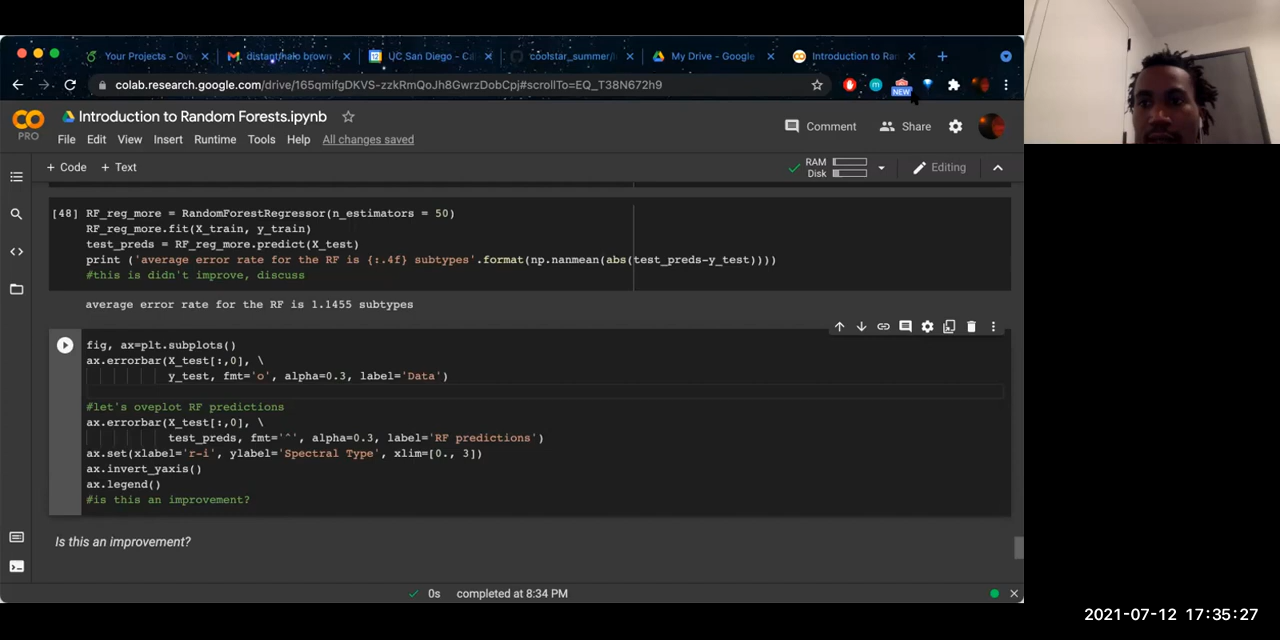 Your Projects - Ove
distantmalo brown
UC San Diego - Ca
coolstar_summer/i
My Drive - Google
Introduction to Ran
colab.research.google.com/drive/165qmifgDKVS-zzkRmQoJh8GwrzDobCpj#scrollTo=EQ_T38N672h9
NEW
PRO
Introduction to Random Forests.ipynb
File Edit View Insert Runtime Tools Help All changes saved
Comment Share
+ Code + Text
RAM
Disk
Editing
[48] RF_reg_more = RandomForestRegressor(n_estimators = 50)
RF_reg_more.fit(X_train, y_train)
test_preds = RF_reg_more.predict(X_test)
print ('average error rate for the RF is {:.4f} subtypes'.format(np.nanmean(abs(test_preds-y_test))))
#this is didn't improve, discuss
average error rate for the RF is 1.1455 subtypes
fig, ax=plt.subplots()
ax.errorbar(X_test[:,0], \
y_test, fmt='o', alpha=0.3, label='Data')
#let's oveplot RF predictions
ax.errorbar(X_test[:,0], \
test_preds, fmt='^', alpha=0.3, label='RF predictions')
ax.set(xlabel='r-i', ylabel='Spectral Type', xlim=[0., 3])
ax.invert_yaxis()
ax.legend()
#is this an improvement?
Is this an improvement?
0s completed at 8:34 PM
2021-07-12 17:35:27